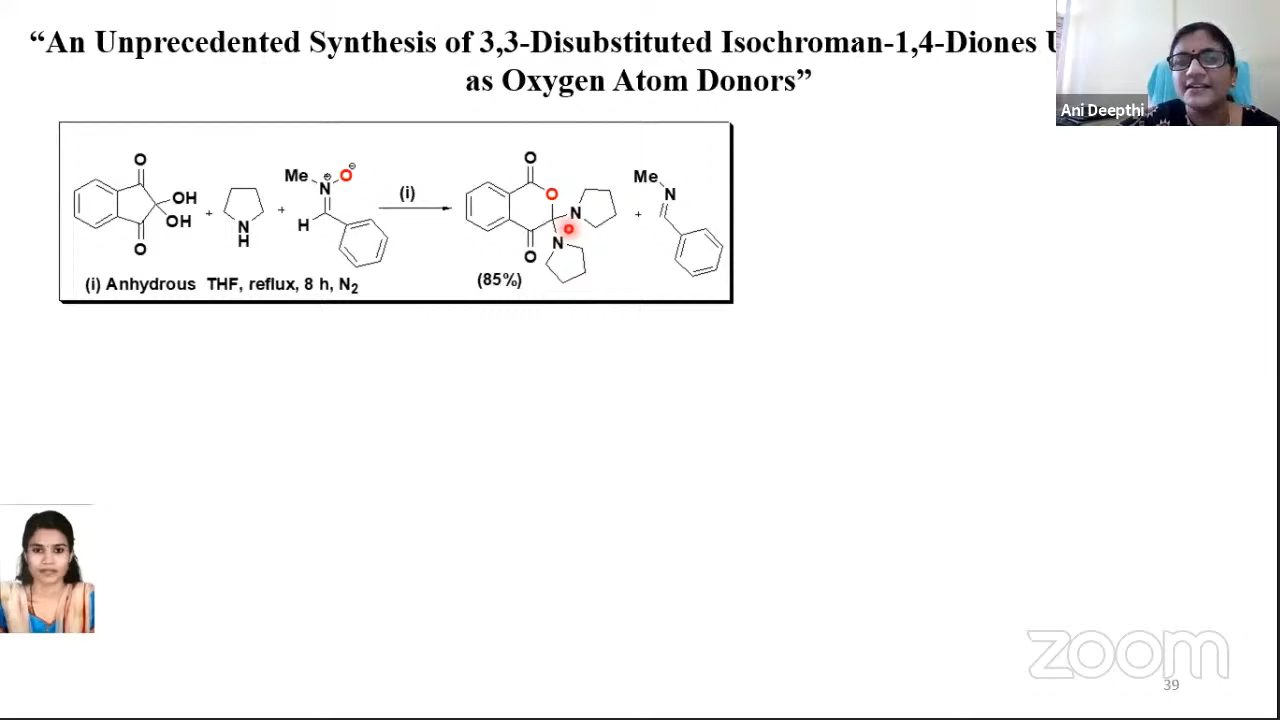 “An Unprecedented Synthesis of 3,3-Disubstituted Isochroman-1,4-Diones
as Oxygen Atom Donors”
Ani Deepthi
O
OH
OH
O
+
N
H
+
Me
N
⊕
O
⊖
H
(i)
O
O
N
N
O
(85%)
+
Me
N
(i) Anhydrous THF, reflux, 8 h, N2
zoom
39